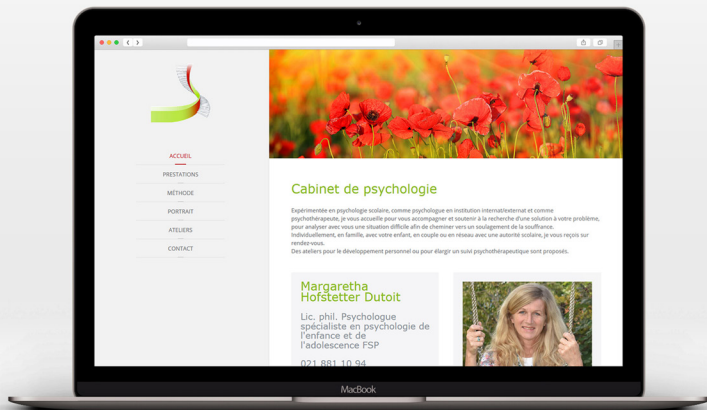 ACCUEIL
PRESTATIONS
MÉTHODE
PORTRAIT
ATELIERS
CONTACT
Cabinet de psychologie
Expérimentée en psychologie scolaire, comme psychologue en institution internat/externat et comme
psychothérapeute, je vous accueille pour vous accompagner et soutenir à la recherche d'une solution à votre problème,
pour analyser avec vous une situation difficile afin de cheminer vers un soulagement de la souffrance.
Individuellement, en famille, avec votre enfant, en couple ou en réseau avec une autorité scolaire, je vous reçois sur
rendez-vous.
Des ateliers pour le développement personnel ou pour élargir un suivi psychothérapeutique sont proposés.
Margaretha
Hofstetter Dutoit
Lic. phil. Psychologue
spécialiste en psychologie de
l'enfance et de
l'adolescence FSP
021 881 10 94
MacBook